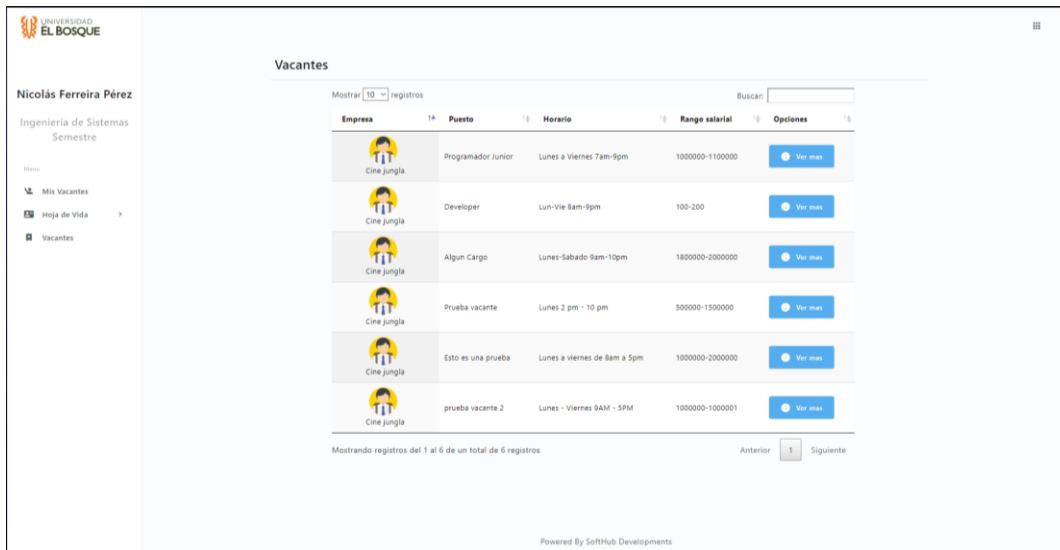 UNIVERSIDAD
EL BOSQUE
Nicolás Ferreira Pérez
Ingeniería de Sistemas
Semestre
Menu
Mis Vacantes
Hoja de Vida
Vacantes
Vacantes
Mostrar 10 registros
Buscar:
Empresa Puesto Horario Rango salarial Opciones
Cine jungla Programador Junior Lunes a Viernes 7am-9pm 1000000-1100000 Ver mas
Cine jungla Developer Lun-Vie 8am-9pm 100-200 Ver mas
Cine jungla Algun Cargo Lunes-Sabado 9am-10pm 1800000-2000000 Ver mas
Cine jungla Prueba vacante Lunes 2 pm - 10 pm 500000-1500000 Ver mas
Cine jungla Esto es una prueba Lunes a viernes de 8am a 5pm 1000000-2000000 Ver mas
Cine jungla prueba vacante 2 Lunes - Viernes 9AM - 5PM 1000000-1000001 Ver mas
Mostrando registros del 1 al 6 de un total de 6 registros
Anterior 1 Siguiente
Powered By SoftHub Developments